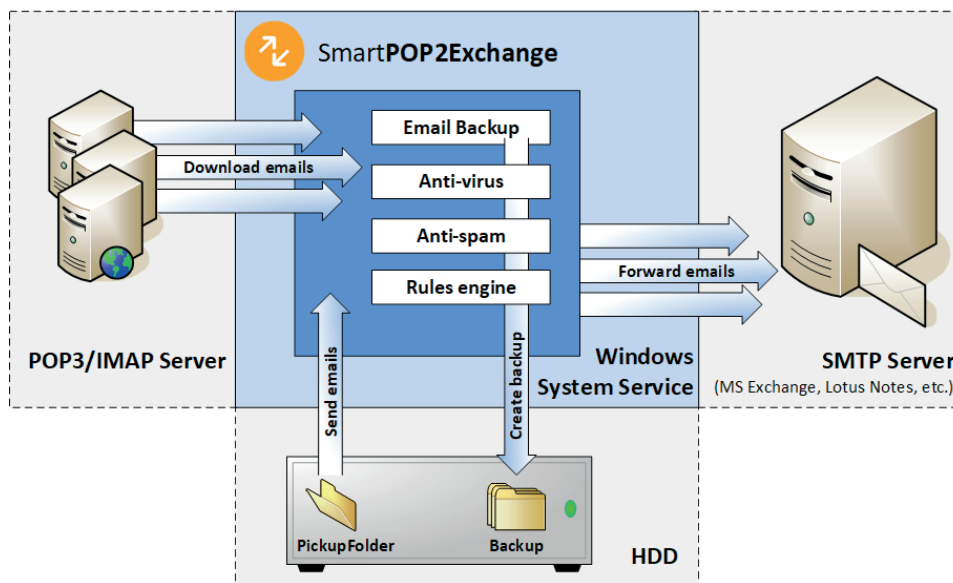 SmartPOP2Exchange
Email Backup
Download emails
Anti-virus
Anti-spam
Forward emails
Rules engine
POP3/IMAP Server
Send emails
Create backup
Windows
System Service
SMTP Server
(MS Exchange, Lotus Notes, etc.)
PickupFolder
Backup
HDD